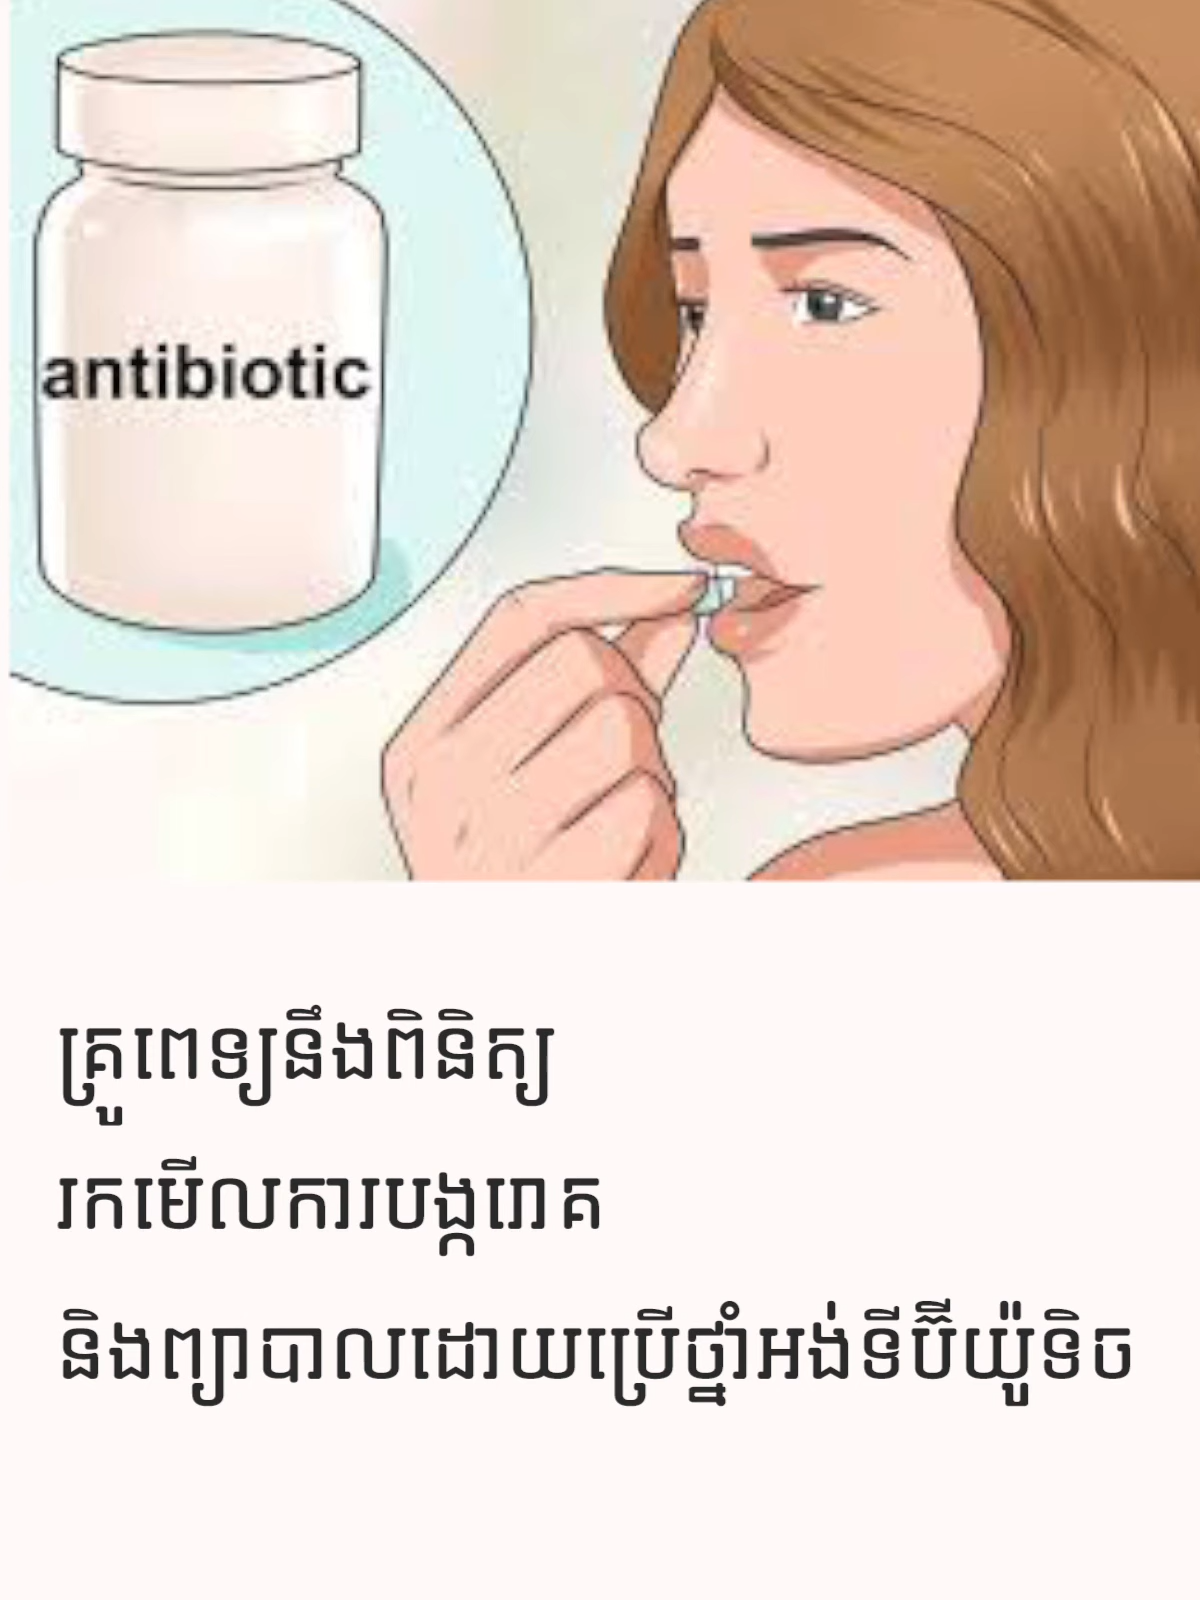 antibiotic
គ្រូពេទ្យនឹងពិនិត្យ
រកមើលការបង្ករោគ
និងព្យាបាលដោយប្រើថ្នាំអង់ទីប៊ីយ៉ូទិច